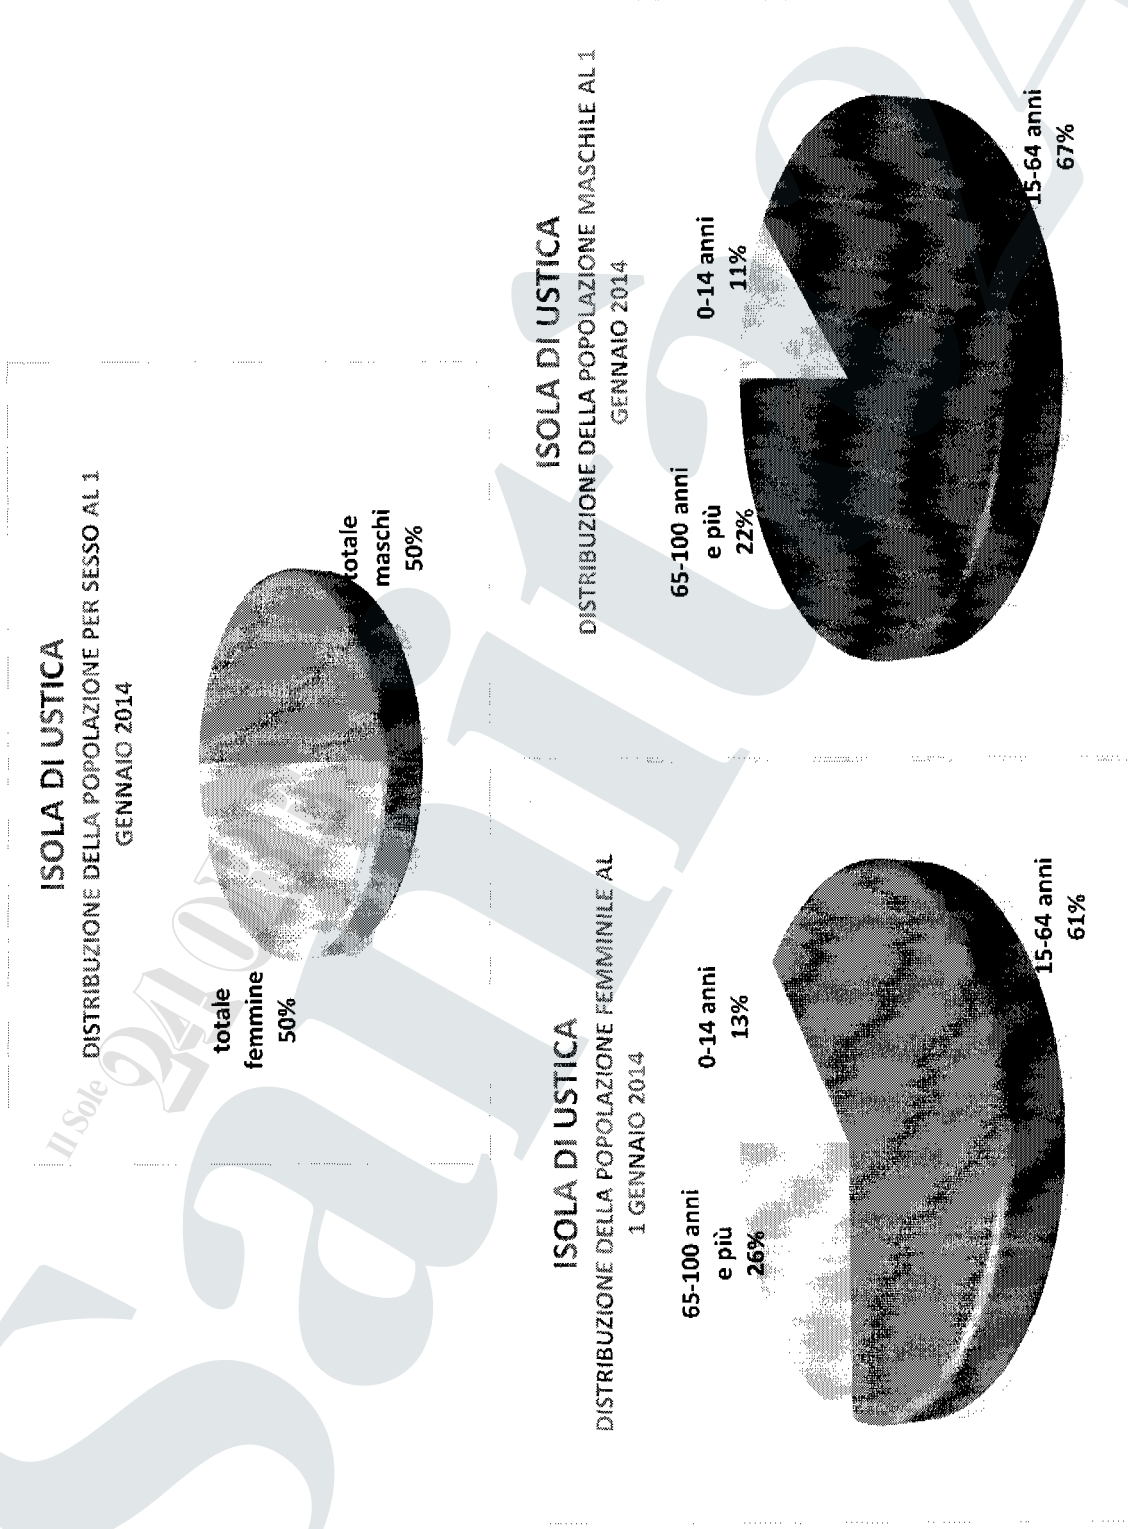 ISOLA DI USTICA
DISTRIBUZIONE DELLA POPOLAZIONE PER SESSO AL 1
GENNAIO 2014
totale
femmine
50%
totale
maschi
50%
ISOLA DI USTICA
DISTRIBUZIONE DELLA POPOLAZIONE FEMMINILE AL
1 GENNAIO 2014
65-100 anni
e più
26%
0-14 anni
13%
15-64 anni
61%
ISOLA DI USTICA
DISTRIBUZIONE DELLA POPOLAZIONE MASCHILE AL 1
GENNAIO 2014
65-100 anni
e più
22%
0-14 anni
11%
15-64 anni
67%
Il Sole
24 ORE
Sanità